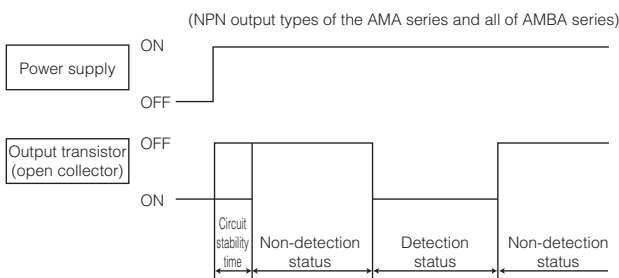 (NPN output types of the AMA series and all of AMBA series)
Power supply
ON
OFF
Output transistor
(open collector)
OFF
ON
Circuit
stability
time
Non-detection
status
Detection
status
Non-detection
status